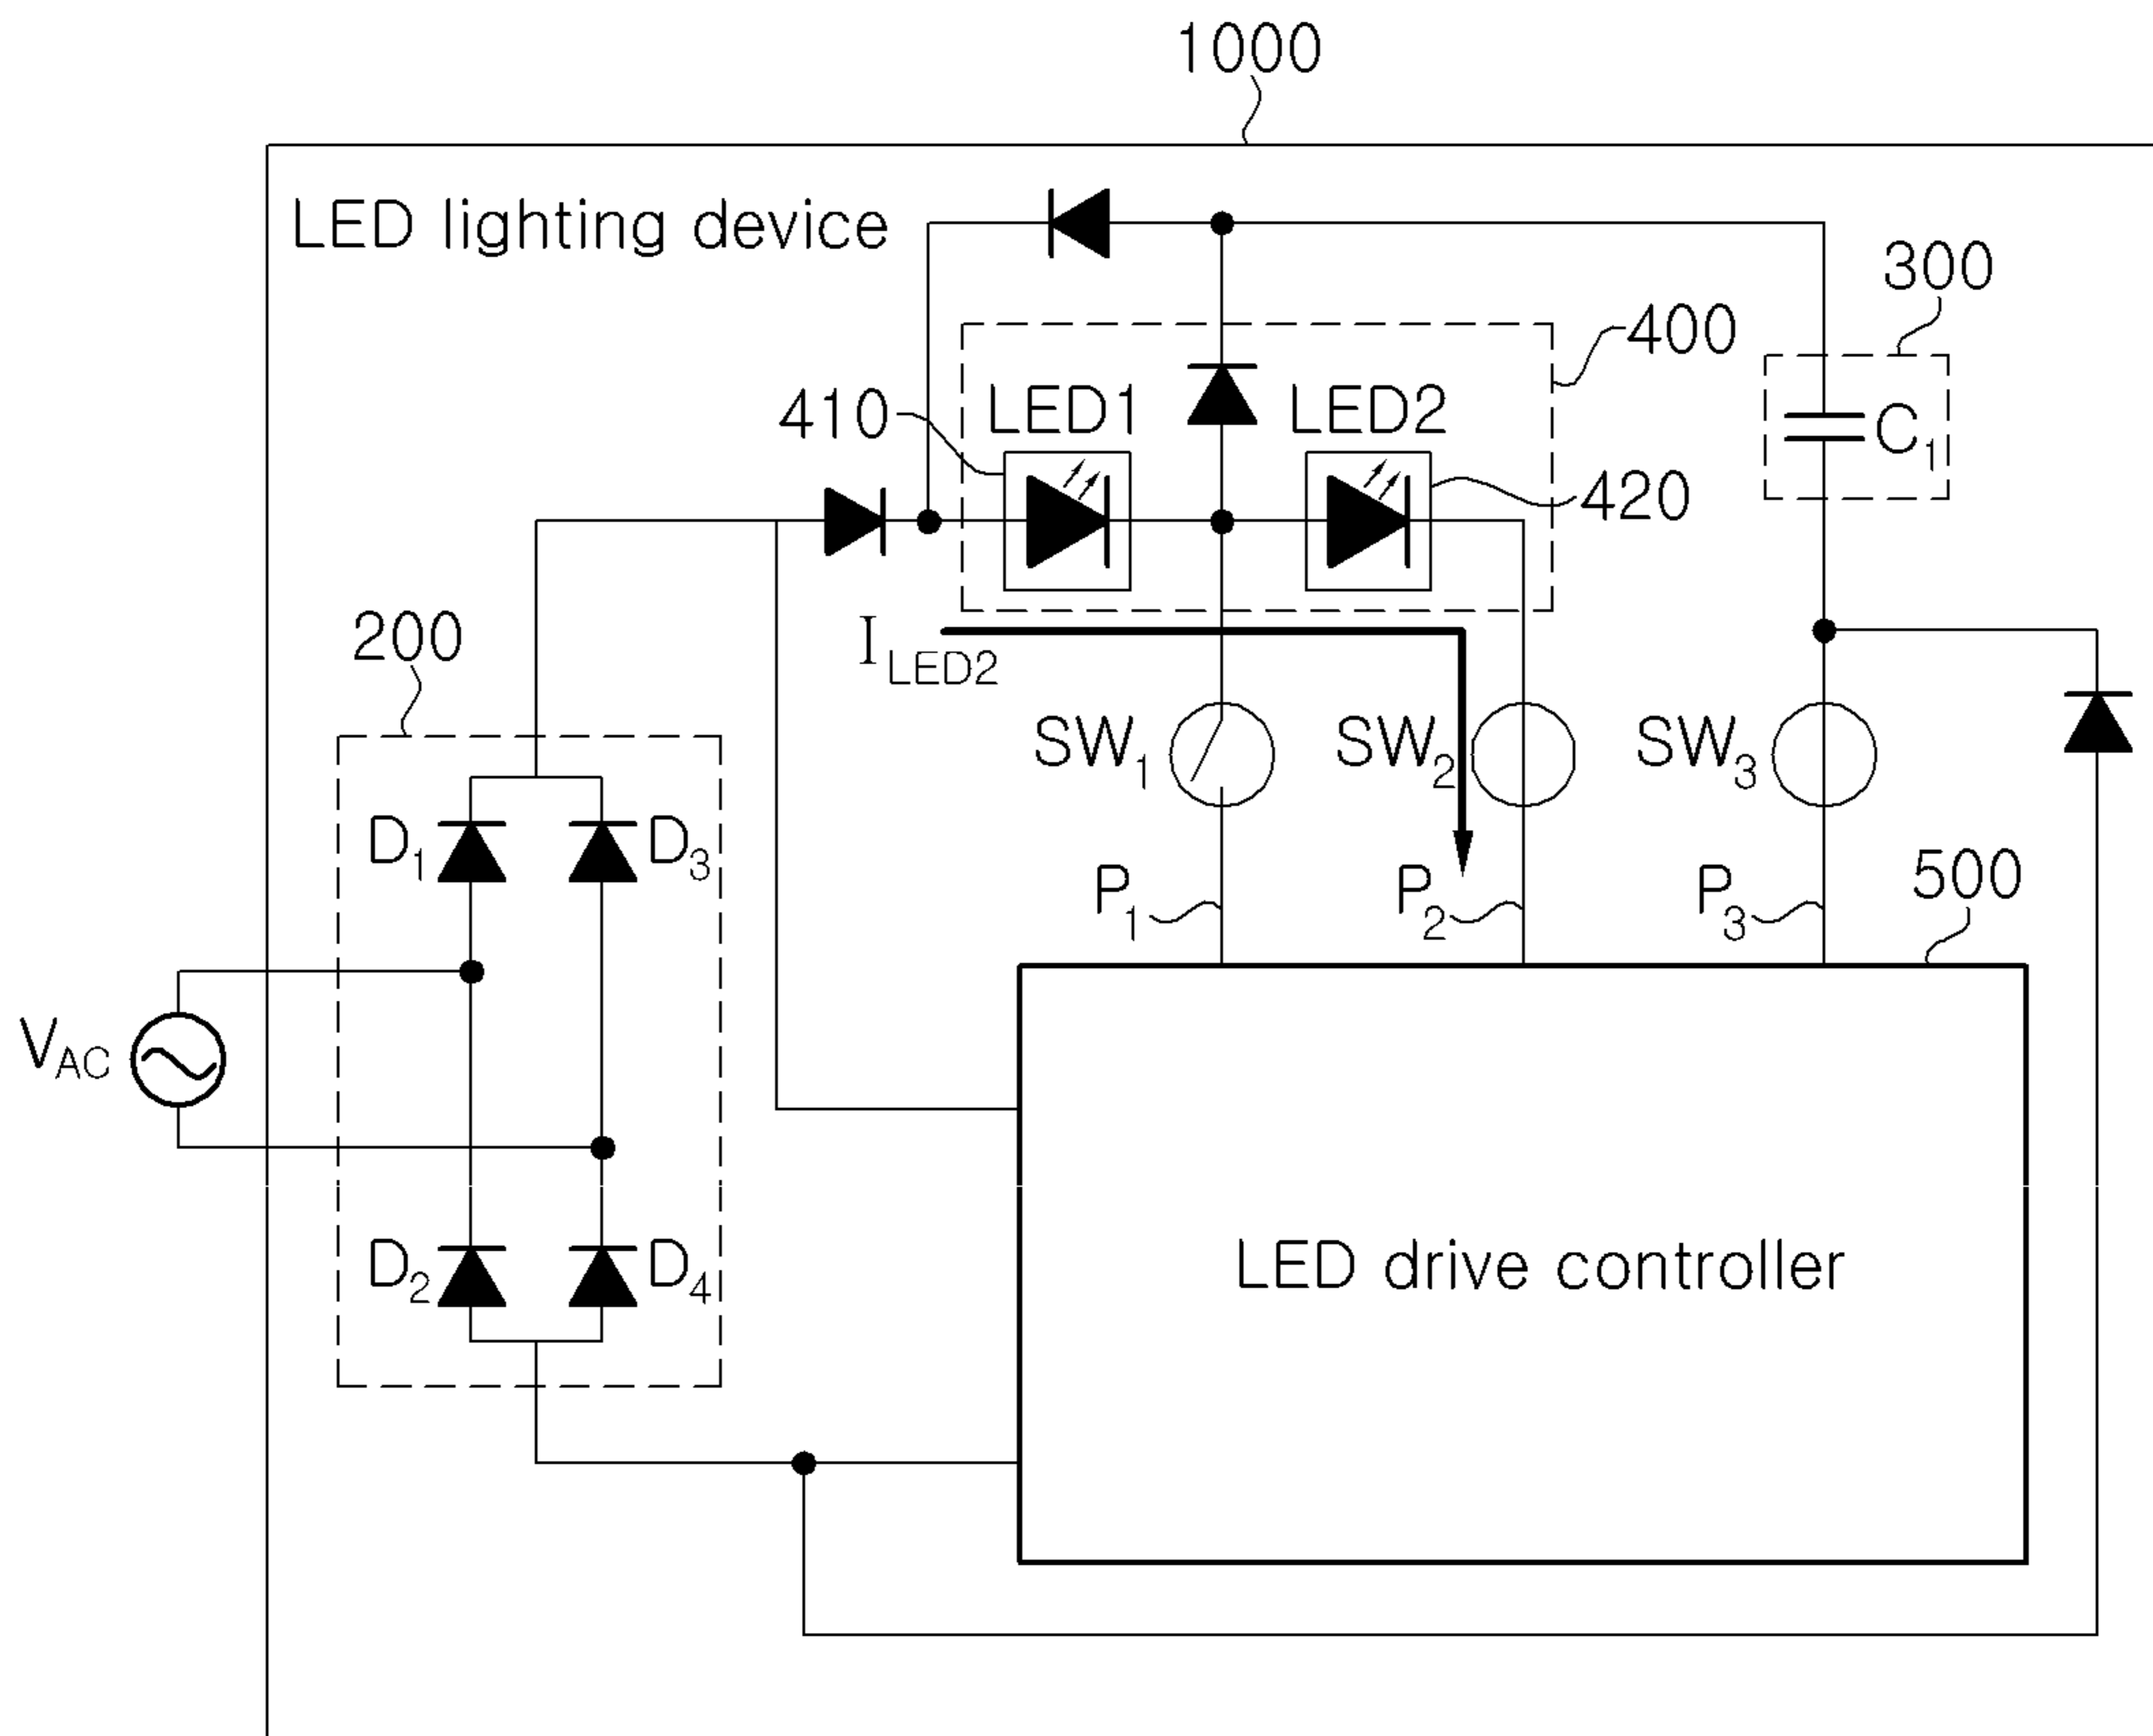 1000
LED lighting device
300
400
410
LED1
LED2
C1
420
200
ILED2
SW1
SW2
SW3
D1
D3
P1
P2
P3
500
VAC
D2
D4
LED drive controller